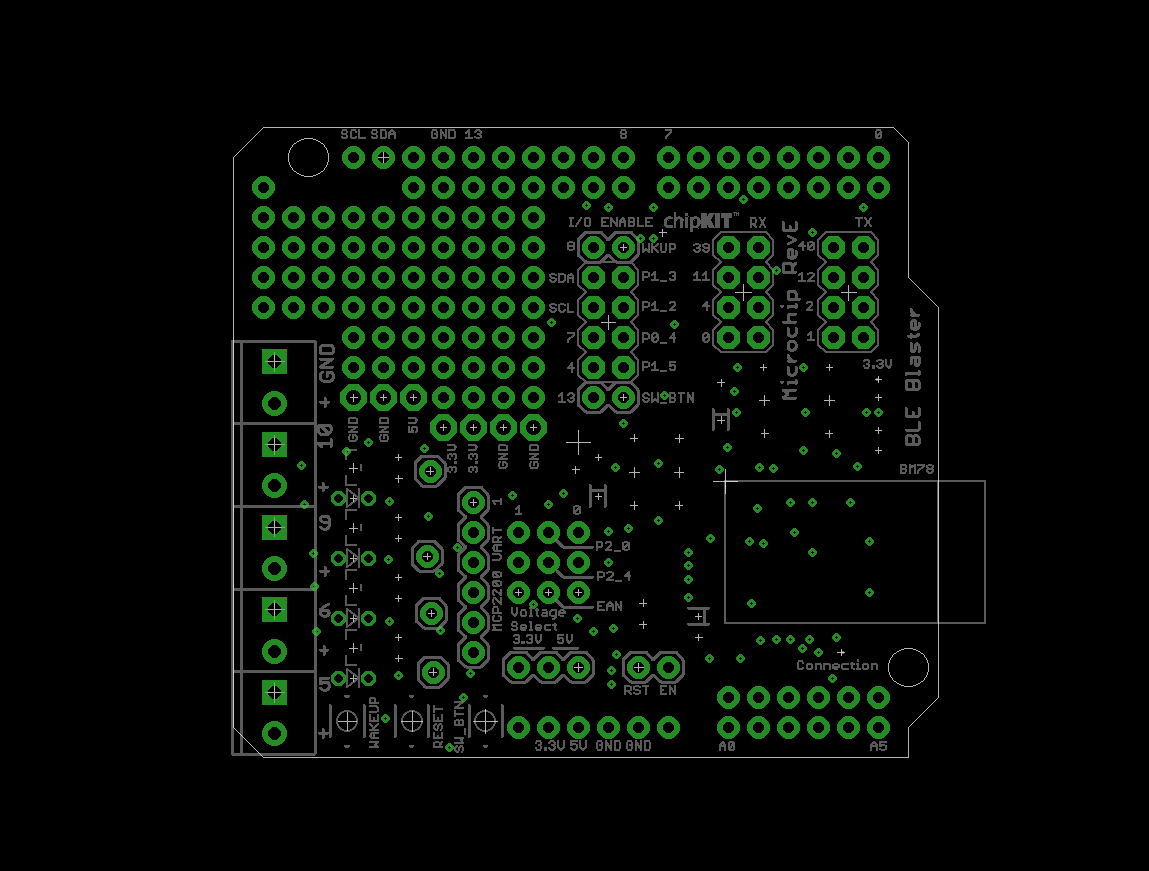 SCL SDA GND 13 8 7 0
I/O ENABLE chipKIT™ RX TX
8 WKUP 39 40
SDA P1_3 11 12
SCL P1_2 4 2
7 P0_4 0 1
4 P1_5
13 SW_BTN
Microchip RevE
BLE Blaster
3.3V
BM78
GND
+
10
+
9
+
6
+
5
+
GND
GND
5V
3.3V
3.3V
GND
GND
1
MCP2200 UART
1 0
P2_0
P2_4
EAN
Voltage
Select
3.3V 5V
RST EN
Connection
WAKEUP
RESET
SW_BTN
3.3V 5V GND GND
A0 A5